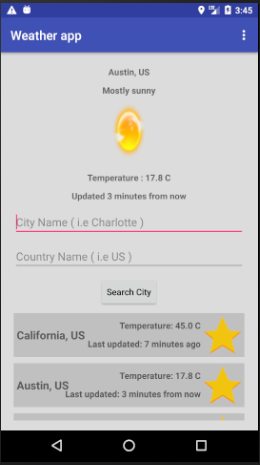 3:45
Weather app
Austin, US
Mostly sunny
Temperature : 17.8 C
Updated 3 minutes from now
City Name ( i.e Charlotte )
Country Name ( i.e US )
Search City
California, US
Temperature: 45.0 C
Last updated: 7 minutes ago
Austin, US
Temperature: 17.8 C
Last updated: 3 minutes from now